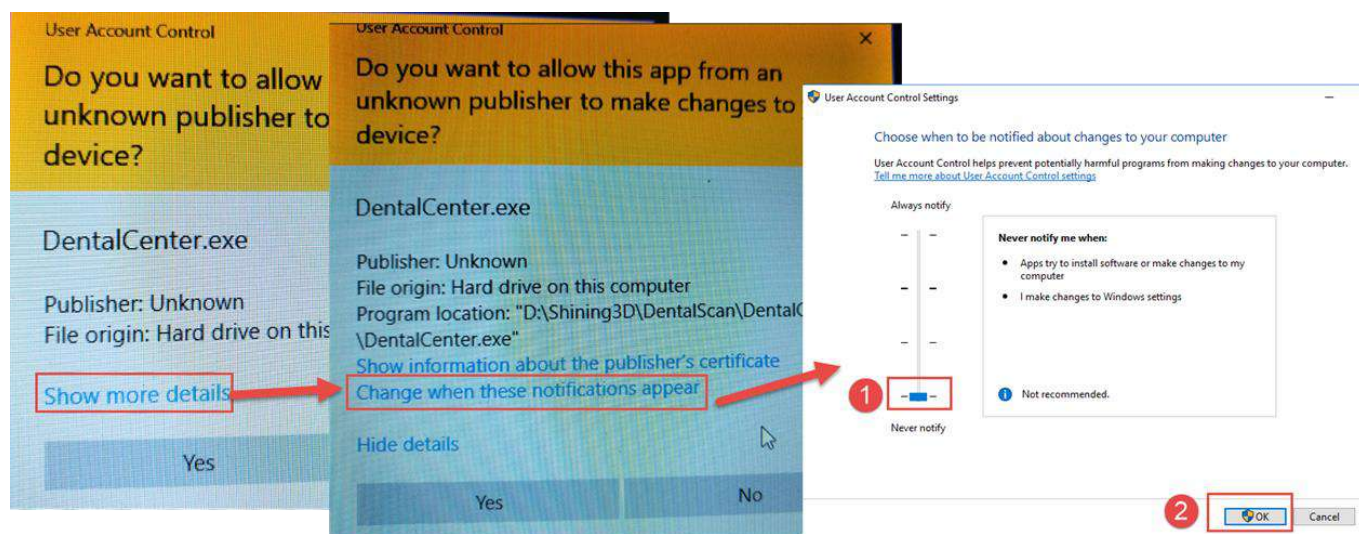 User Account Control
Do you want to allow
unknown publisher to
device?
DentalCenter.exe
Publisher: Unknown
File origin: Hard drive on this
Show more details
Yes
User Account Control
Do you want to allow this app from an
unknown publisher to make changes to
device?
DentalCenter.exe
Publisher: Unknown
File origin: Hard drive on this computer
Program location: "D:\Shining3D\DentalScan\DentalC
\DentalCenter.exe"
Show information about the publisher's certificate
Change when these notifications appear
Hide details
Yes
No
User Account Control Settings
Choose when to be notified about changes to your computer
User Account Control helps prevent potentially harmful programs from making changes to your computer.
Tell me more about User Account Control settings
Always notify
Never notify me when:
• Apps try to install software or make changes to my
computer
• I make changes to Windows settings
1
Not recommended.
Never notify
2
OK
Cancel